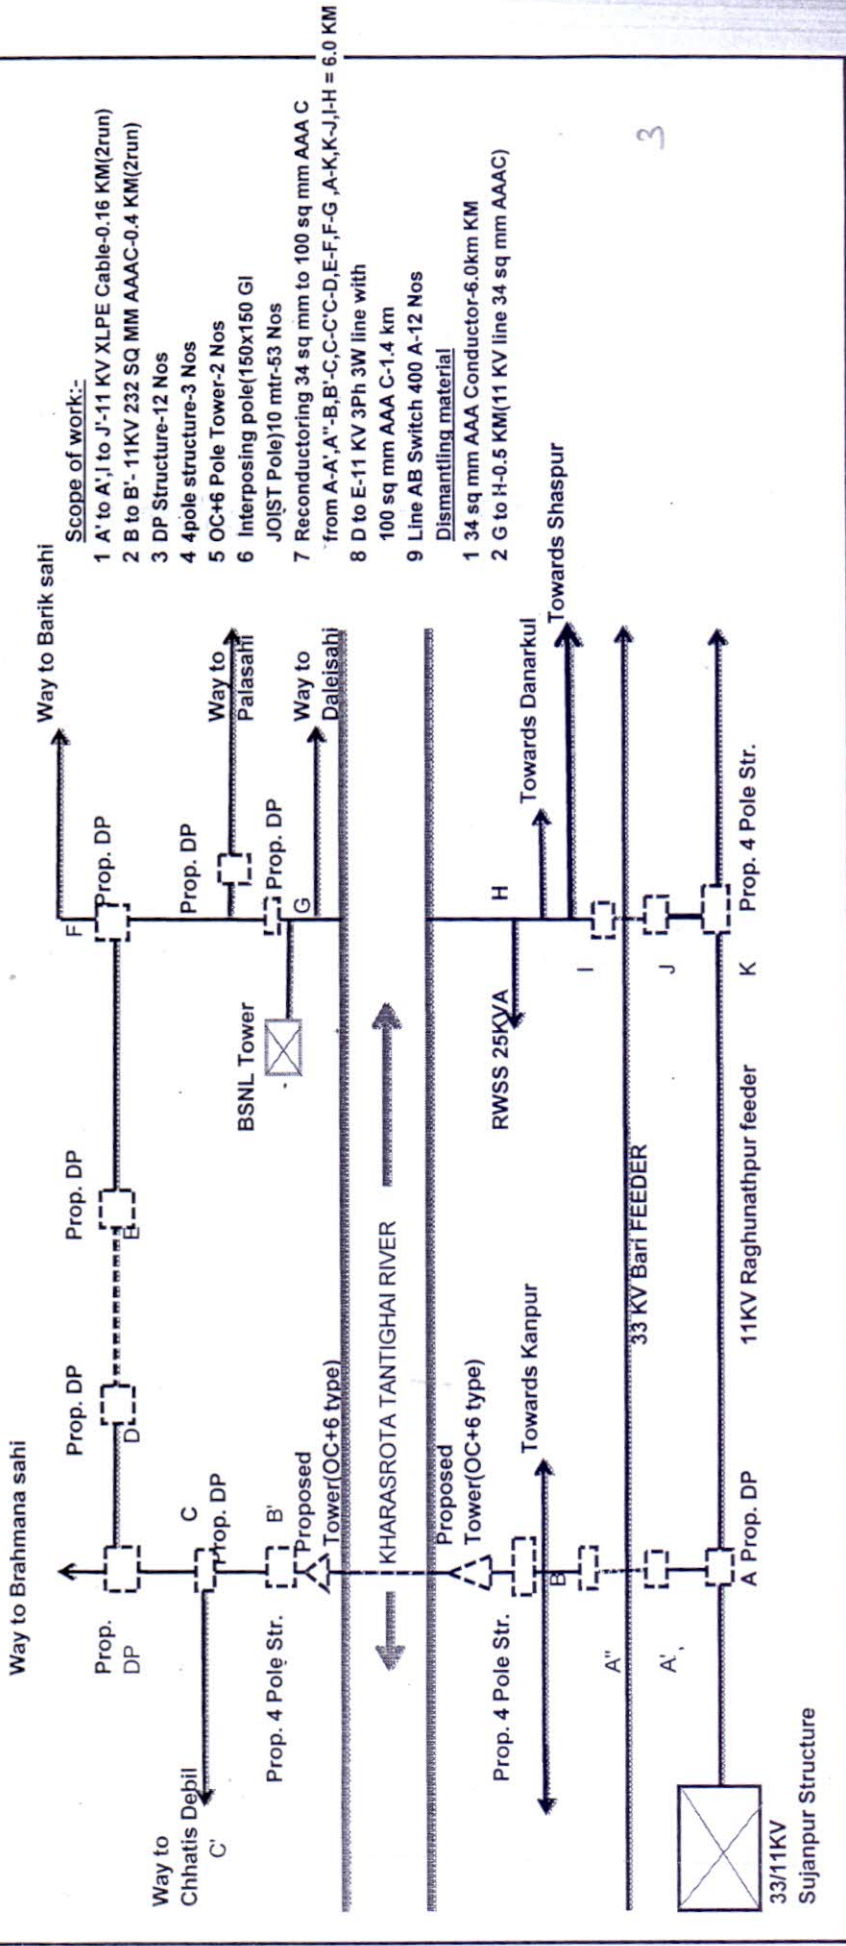 Way to Brahmana sahi
Way to Barik sahi
Prop.
DP
Prop. DP
D
Prop. DP
E
F
Prop. DP
Way to
Chhatis Debil
C'
C
Prop. DP
Prop. 4 Pole Str.
B'
Proposed
Tower(OC+6 type)
BSNL Tower
Prop. DP
Way to
Palasahi
Prop. DP
G
Way to
Daleisahi
KHARASROTA TANTIGHAI RIVER
Proposed
Tower(OC+6 type)
Prop. 4 Pole Str.
B
Towards Kanpur
RWSS 25KVA
H
Towards Danarkul
Towards Shaspur
A"
I
33 KV Bari FEEDER
A',
J
A Prop. DP
11KV Raghunathpur feeder
K
Prop. 4 Pole Str.
33/11KV
Sujanpur Structure
Scope of work:-
1 A' to A',I to J'-11 KV XLPE Cable-0.16 KM(2run)
2 B to B'- 11KV 232 SQ MM AAAC-0.4 KM(2run)
3 DP Structure-12 Nos
4 4pole structure-3 Nos
5 OC+6 Pole Tower-2 Nos
6 Interposing pole(150x150 GI
JOIST Pole)10 mtr-53 Nos
7 Reconductoring 34 sq mm to 100 sq mm AAA C
from A-A',A"-B,B'-C,C-C'C-D,E-F,F-G ,A-K,K-J,I-H = 6.0 KM
8 D to E-11 KV 3Ph 3W line with
100 sq mm AAA C-1.4 km
9 Line AB Switch 400 A-12 Nos
Dismantling material
1 34 sq mm AAA Conductor-6.0km KM
2 G to H-0.5 KM(11 KV line 34 sq mm AAAC)
3